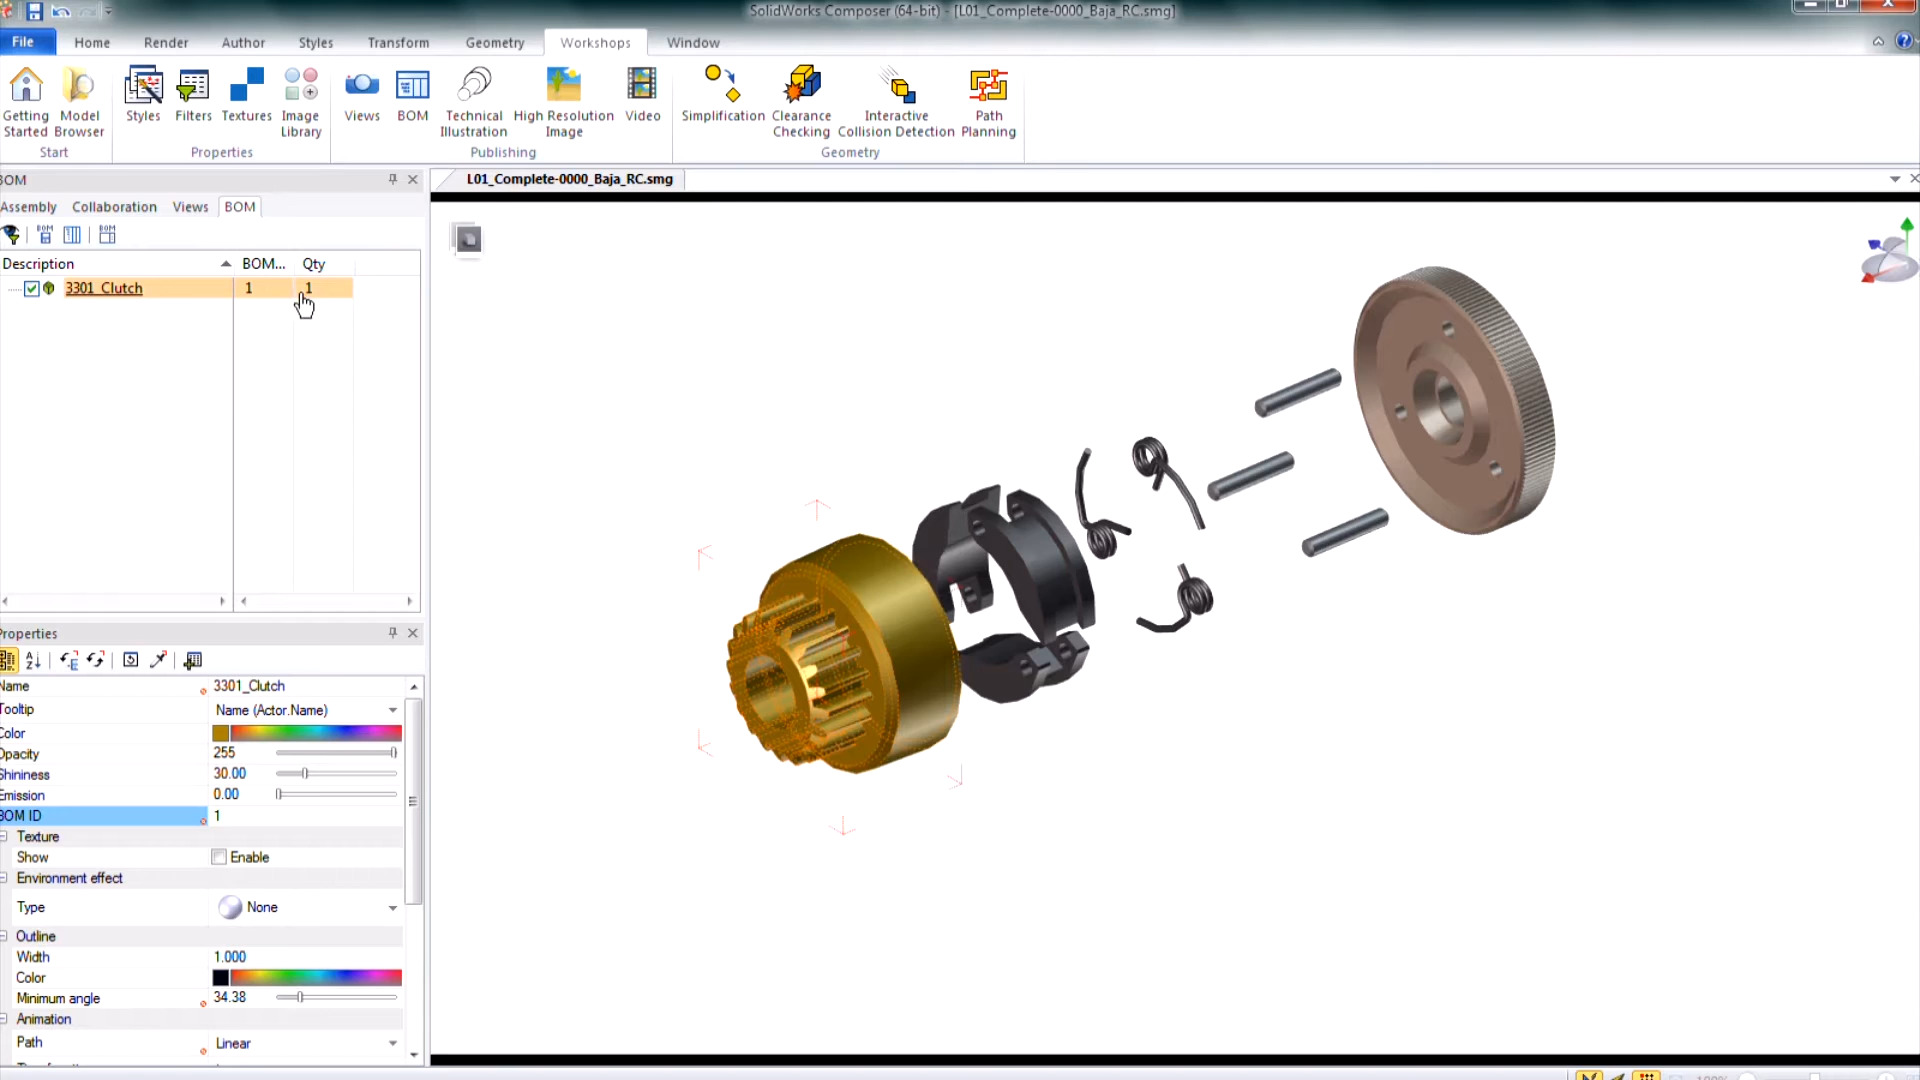 SolidWorks Composer (64-bit) - [L01_Complete-0000_Baja_RC.smg]
File Home Render Author Styles Transform Geometry Workshops Window
Getting Started
Model Browser
Styles
Filters
Textures
Image Library
Views
BOM
Technical Illustration
High Resolution Image
Video
Simplification
Clearance Checking
Interactive Collision Detection
Path Planning
Start
Properties
Publishing
Geometry
BOM
L01_Complete-0000_Baja_RC.smg
Assembly Collaboration Views BOM
Description BOM... Qty
3301_Clutch 1 1
Properties
Name 3301_Clutch
Tooltip Name (Actor.Name)
Color
Opacity 255
Shininess 30.00
Emission 0.00
BOM ID 1
Texture
Show Enable
Environment effect
Type None
Outline
Width 1.000
Color
Minimum angle 34.38
Animation
Path Linear
100%